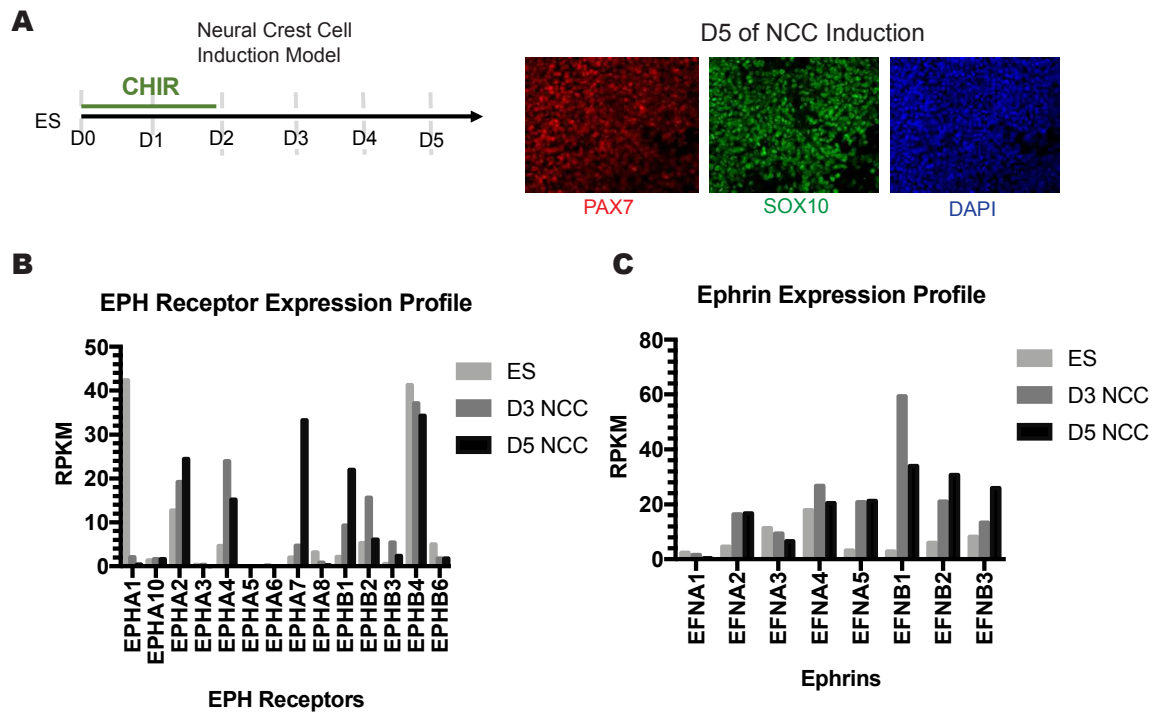 A
Neural Crest Cell
Induction Model
CHIR
ES
D0
D1
D2
D3
D4
D5
D5 of NCC Induction
PAX7
SOX10
DAPI
B
EPH Receptor Expression Profile
50
40
30
20
10
0
RPKM
ES
D3 NCC
D5 NCC
EPHA1
EPHA10
EPHA2
EPHA3
EPHA4
EPHA5
EPHA6
EPHA7
EPHA8
EPHB1
EPHB2
EPHB3
EPHB4
EPHB6
EPH Receptors
C
Ephrin Expression Profile
80
60
40
20
0
RPKM
ES
D3 NCC
D5 NCC
EFNA1
EFNA2
EFNA3
EFNA4
EFNA5
EFNB1
EFNB2
EFNB3
Ephrins